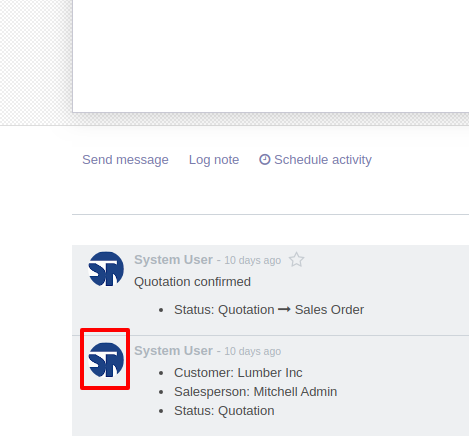 Send message Log note Schedule activity
System User - 10 days ago
Quotation confirmed
Status: Quotation → Sales Order
System User - 10 days ago
Customer: Lumber Inc
Salesperson: Mitchell Admin
Status: Quotation